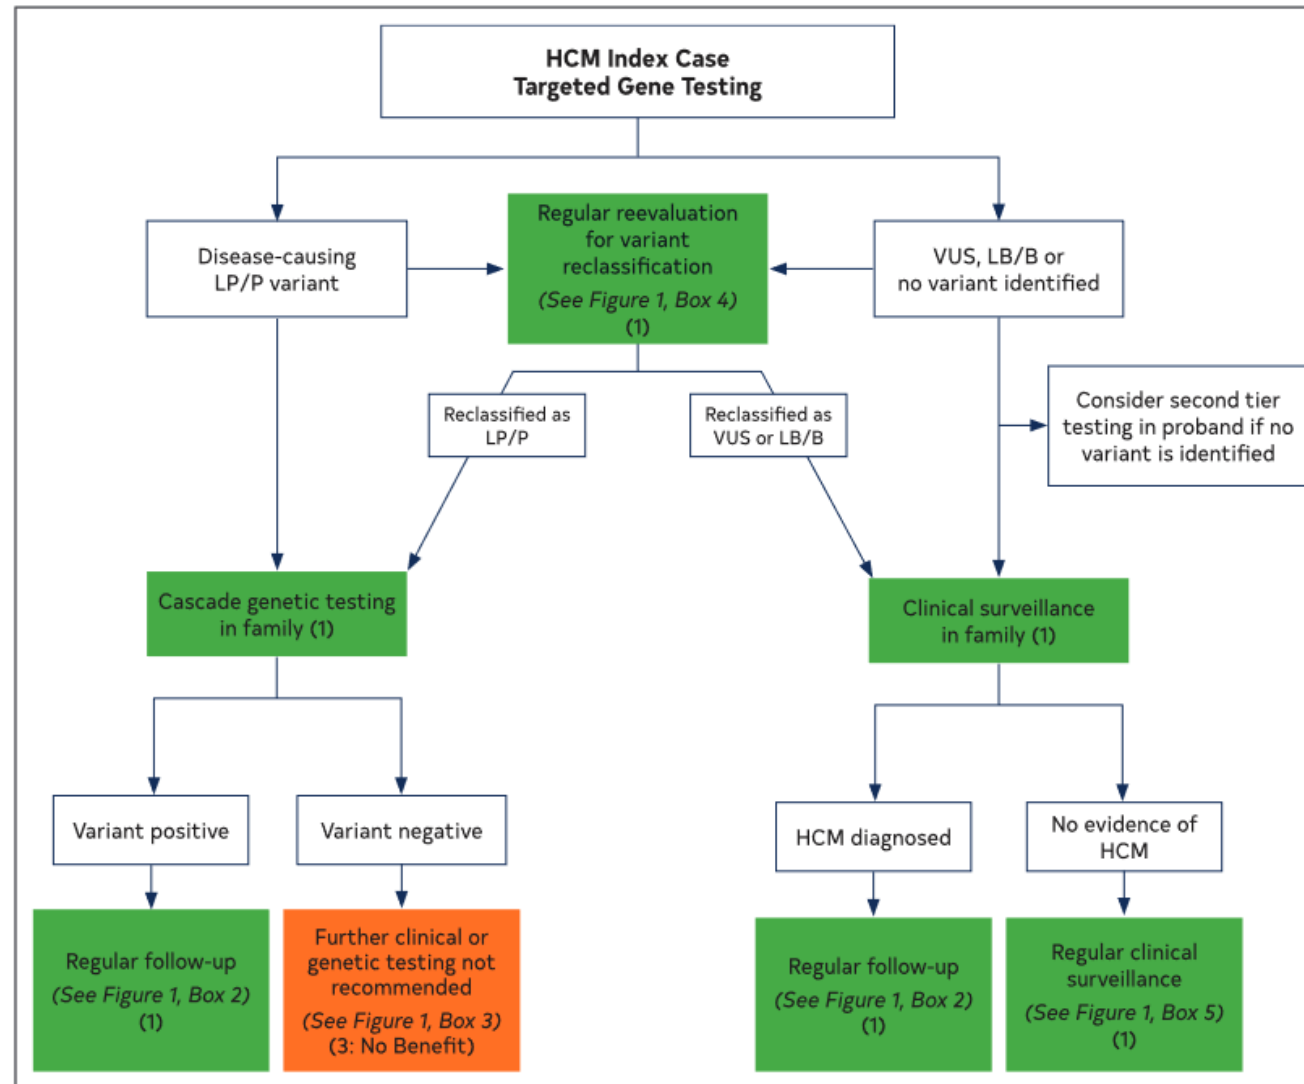 HCM Index Case
Targeted Gene Testing
Disease-causing
LP/P variant
Regular reevaluation
for variant
reclassification
(See Figure 1, Box 4)
(1)
VUS, LB/B or
no variant identified
Reclassified as
LP/P
Reclassified as
VUS or LB/B
Consider second tier
testing in proband if no
variant is identified
Cascade genetic testing
in family (1)
Clinical surveillance
in family (1)
Variant positive
Variant negative
HCM diagnosed
No evidence of
HCM
Regular follow-up
(See Figure 1, Box 2)
(1)
Further clinical or
genetic testing not
recommended
(See Figure 1, Box 3)
(3: No Benefit)
Regular follow-up
(See Figure 1, Box 2)
(1)
Regular clinical
surveillance
(See Figure 1, Box 5)
(1)